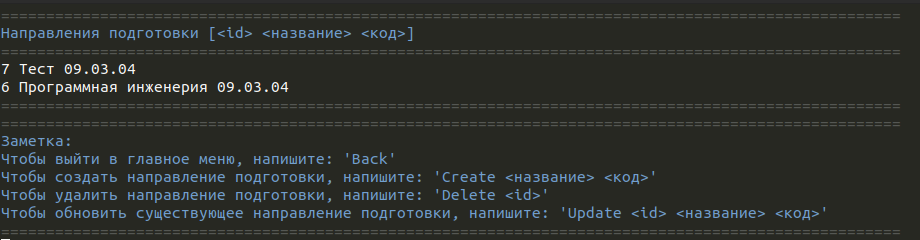 ====================================================================================================
Направления подготовки [<id> <название> <код>]
====================================================================================================
7 Тест 09.03.04
6 Программная инженерия 09.03.04
====================================================================================================
====================================================================================================
Заметка:
Чтобы выйти в главное меню, напишите: 'Back'
Чтобы создать направление подготовки, напишите: 'Create <название> <код>'
Чтобы удалить направление подготовки, напишите: 'Delete <id>'
Чтобы обновить существующее направление подготовки, напишите: 'Update <id> <название> <код>'
====================================================================================================